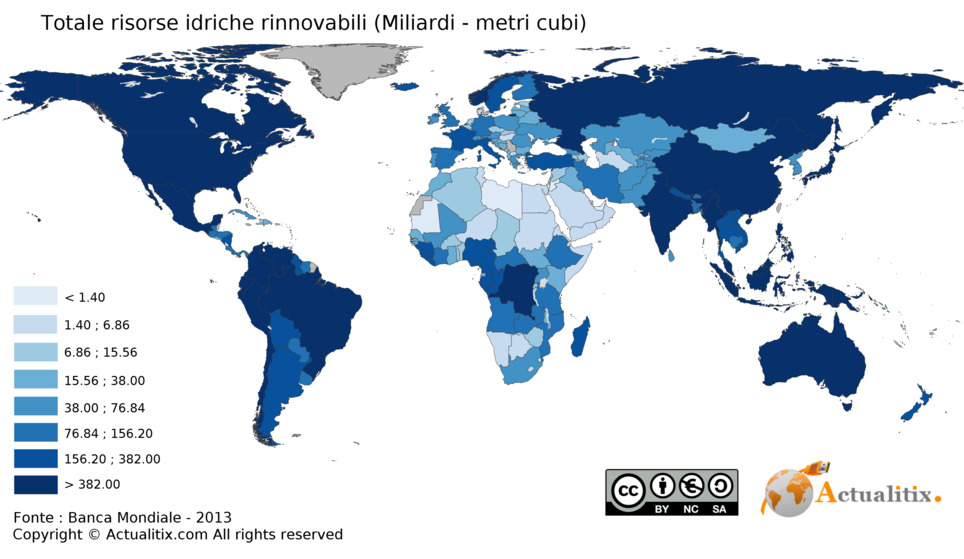 Totale risorse idriche rinnovabili (Miliardi - metri cubi)
< 1.40
1.40 ; 6.86
6.86 ; 15.56
15.56 ; 38.00
38.00 ; 76.84
76.84 ; 156.20
156.20 ; 382.00
> 382.00
cc
BY NC SA
Actualitix.
Fonte : Banca Mondiale - 2013
Copyright © Actualitix.com All rights reserved